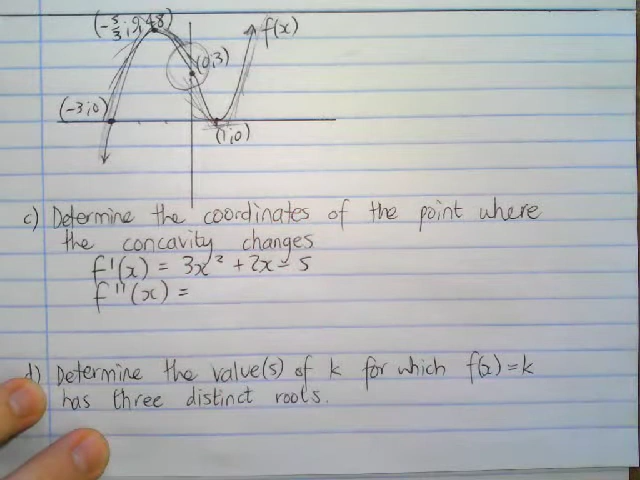 (-5/3 ; 9,48)
f(x)
(0;3)
(-3;0)
(1;0)
c) Determine the coordinates of the point where
the concavity changes
f'(x) = 3x² + 2x - 5
f''(x) =
d) Determine the value(s) of k for which f(x)=k
has three distinct roots.